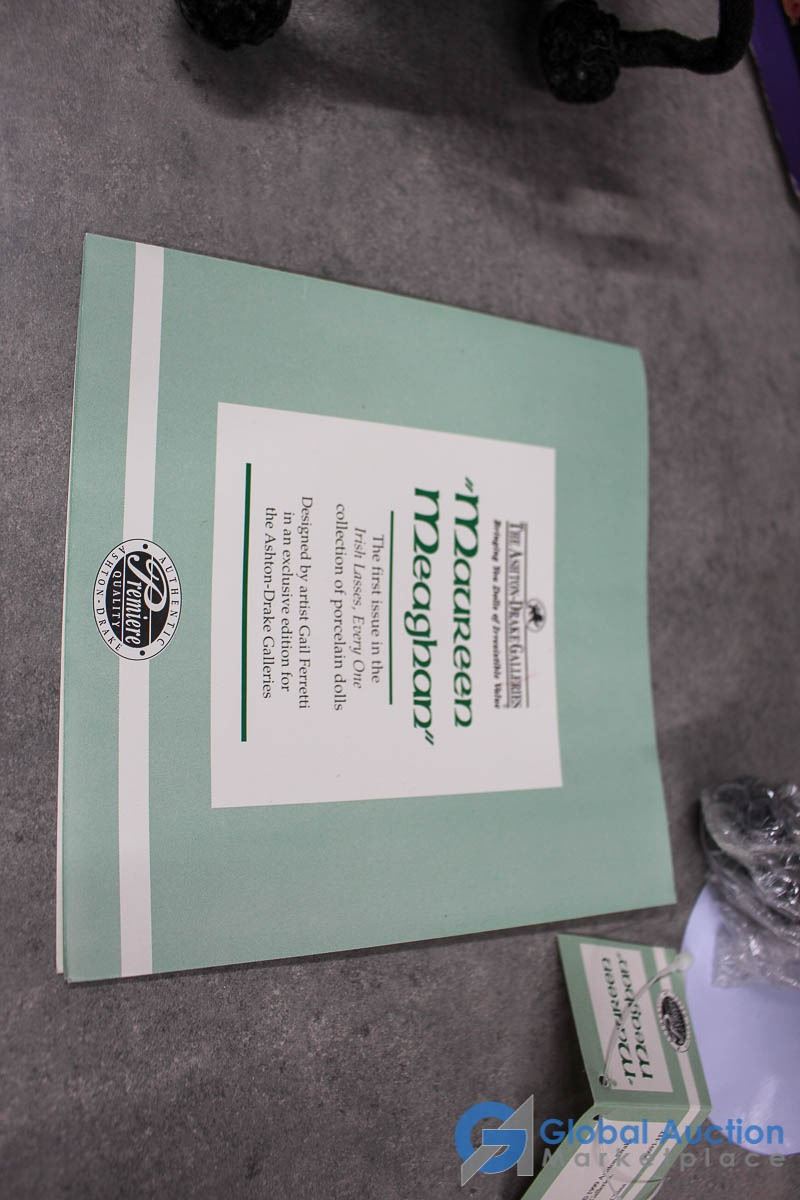 THE ASHTON-DRAKE GALLERIES
Bringing You Dolls of Irresistible Value
"Maureen
Meaghan"
The first issue in the
Irish Lasses, Every One
collection of porcelain dolls
Designed by artist Gail Ferretti
in an exclusive edition for
the Ashton-Drake Galleries
AUTHENTIC
Premiere
QUALITY
ASHTON-DRAKE
"Maureen
Meaghan"
Global Auction
Marketplace